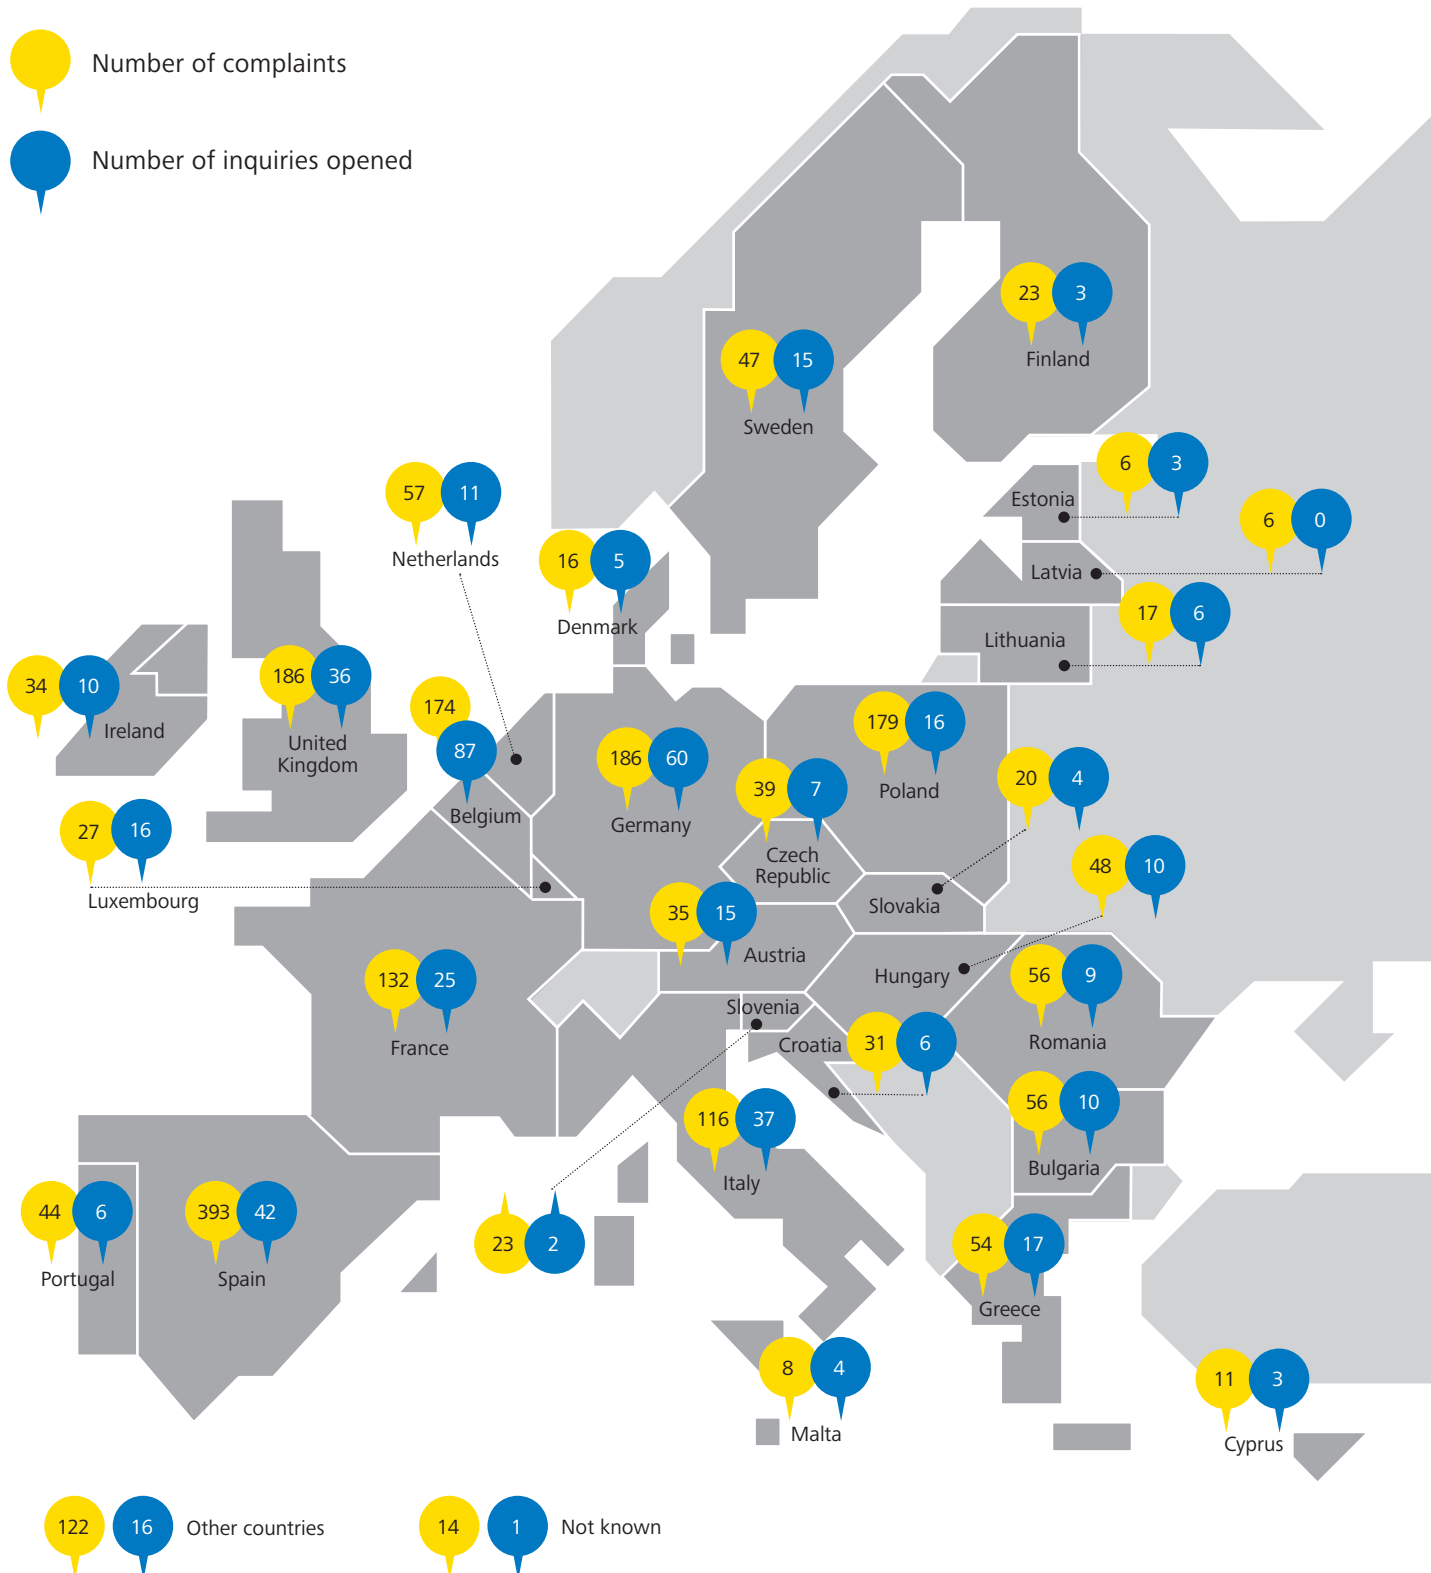 Number of complaints
Number of inquiries opened
23 3
Finland
47 15
Sweden
6 3
Estonia
57 11
Netherlands
6 0
Latvia
16 5
Denmark
17 6
Lithuania
34 10
Ireland
186 36
United
Kingdom
174
87
Belgium
186 60
Germany
179 16
Poland
39 7
Czech
Republic
20 4
Slovakia
27 16
Luxembourg
48 10
Hungary
35 15
Austria
132 25
France
56 9
Romania
Slovenia
23 2
Croatia
31 6
116 37
Italy
56 10
Bulgaria
44 6
Portugal
393 42
Spain
54 17
Greece
8 4
Malta
11 3
Cyprus
122 16 Other countries
14 1 Not known